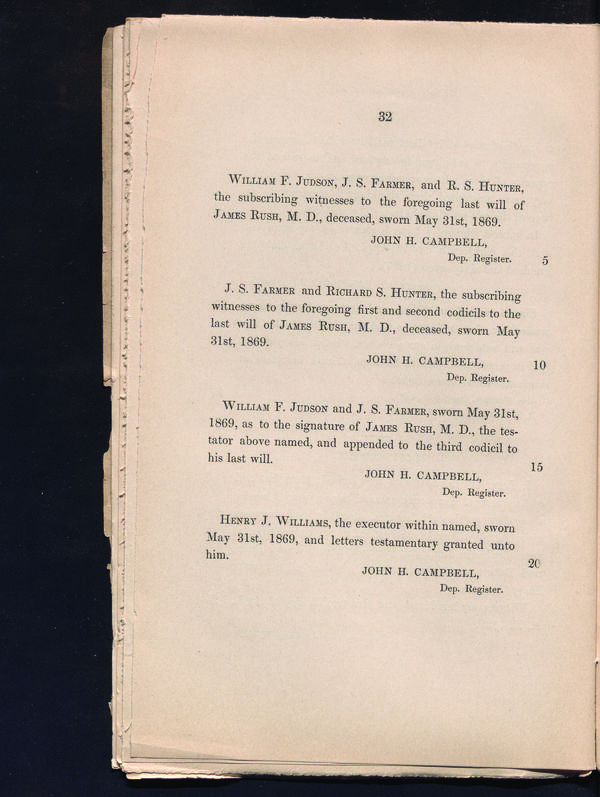 32
William F. Judson, J. S. Farmer, and R. S. Hunter,
the subscribing witnesses to the foregoing last will of
James Rush, M. D., deceased, sworn May 31st, 1869.
JOHN H. CAMPBELL,
Dep. Register. 5
J. S. Farmer and Richard S. Hunter, the subscribing
witnesses to the foregoing first and second codicils to the
last will of James Rush, M. D., deceased, sworn May
31st, 1869.
JOHN H. CAMPBELL, 10
Dep. Register.
William F. Judson and J. S. Farmer, sworn May 31st,
1869, as to the signature of James Rush, M. D., the tes-
tator above named, and appended to the third codicil to
his last will. 15
JOHN H. CAMPBELL,
Dep. Register.
Henry J. Williams, the executor within named, sworn
May 31st, 1869, and letters testamentary granted unto
him. 20
JOHN H. CAMPBELL,
Dep. Register.